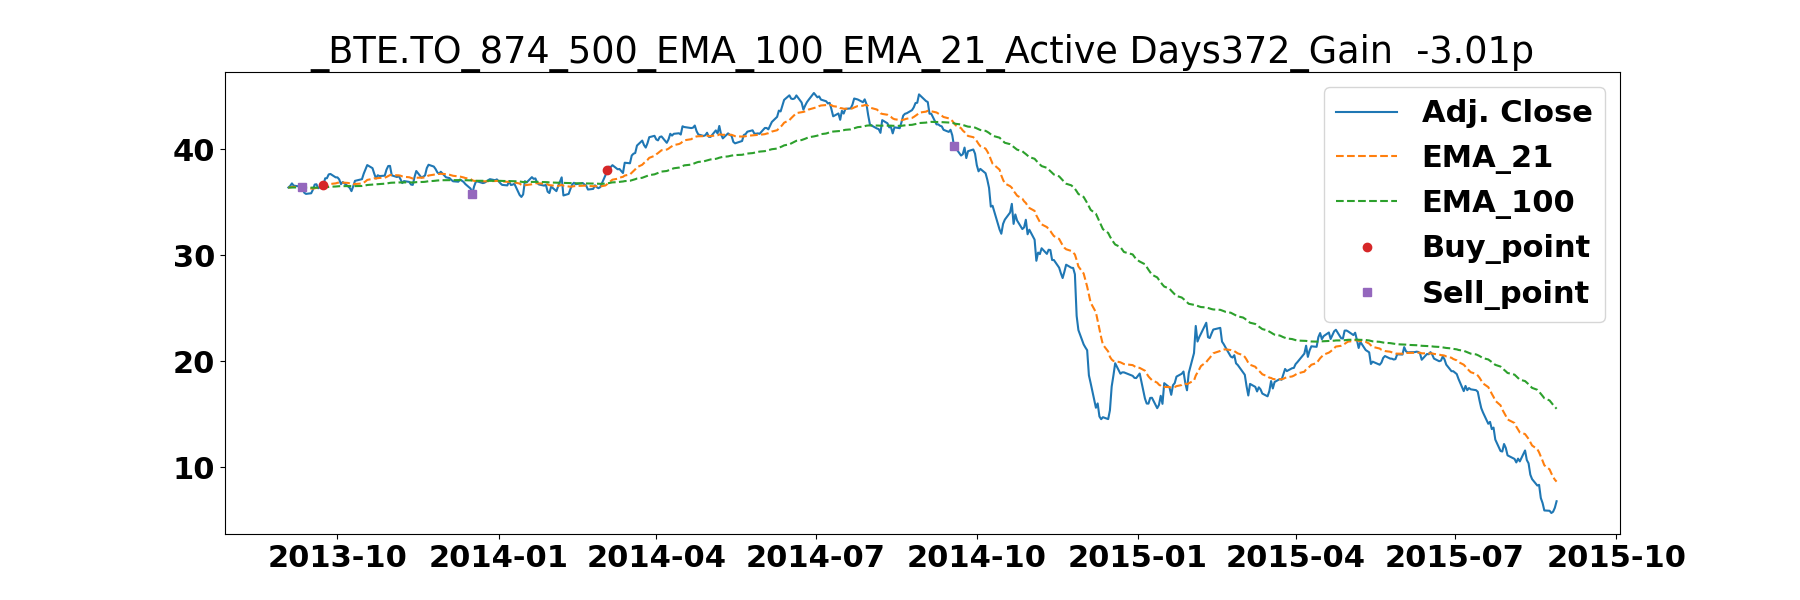 _BTE.TO_874_500_EMA_100_EMA_21_Active Days372_Gain  -3.01p
Adj. Close
EMA_21
EMA_100
Buy_point
Sell_point
40
30
20
10
2013-10 2014-01 2014-04 2014-07 2014-10 2015-01 2015-04 2015-07 2015-10